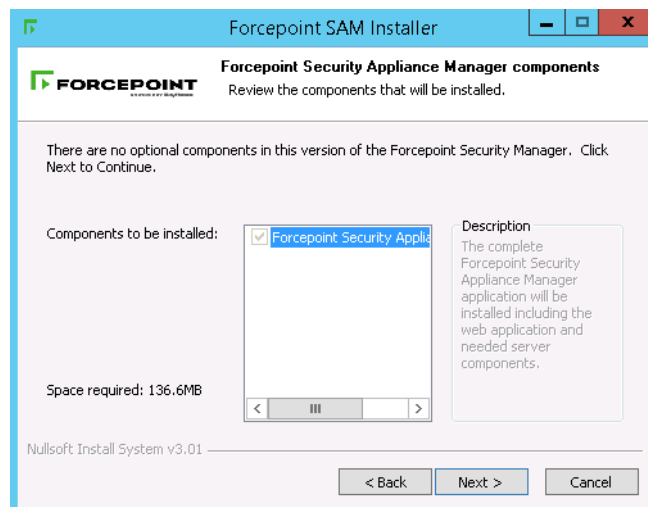 Forcepoint SAM Installer
FORCEPOINT
Forcepoint Security Appliance Manager components
Review the components that will be installed.
There are no optional components in this version of the Forcepoint Security Manager. Click
Next to Continue.
Components to be installed:
Forcepoint Security Applia
Description
The complete
Forcepoint Security
Appliance Manager
application will be
installed including the
web application and
needed server
components.
Space required: 136.6MB
Nullsoft Install System v3.01
< Back
Next >
Cancel